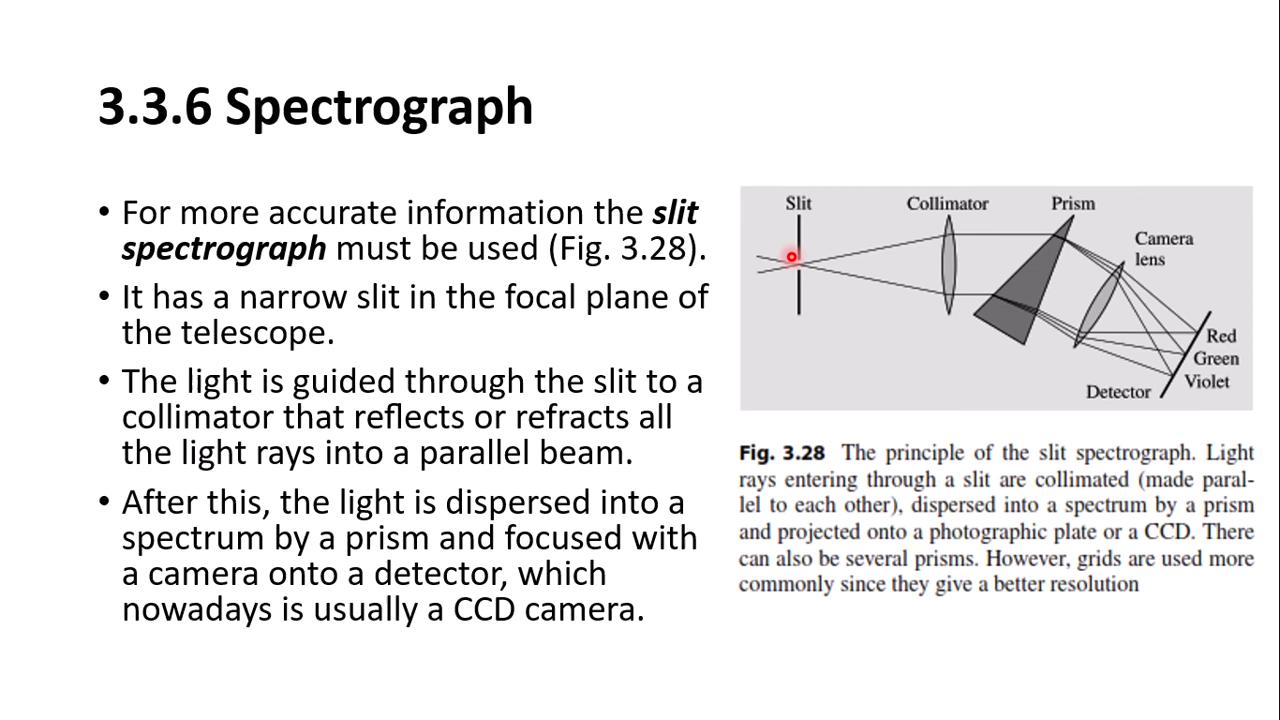 3.3.6 Spectrograph
• For more accurate information the slit
spectrograph must be used (Fig. 3.28).
• It has a narrow slit in the focal plane of
the telescope.
• The light is guided through the slit to a
collimator that reflects or refracts all
the light rays into a parallel beam.
• After this, the light is dispersed into a
spectrum by a prism and focused with
a camera onto a detector, which
nowadays is usually a CCD camera.
Slit
Collimator
Prism
Camera
lens
Red
Green
Violet
Detector
Fig. 3.28 The principle of the slit spectrograph. Light
rays entering through a slit are collimated (made paral-
lel to each other), dispersed into a spectrum by a prism
and projected onto a photographic plate or a CCD. There
can also be several prisms. However, grids are used more
commonly since they give a better resolution